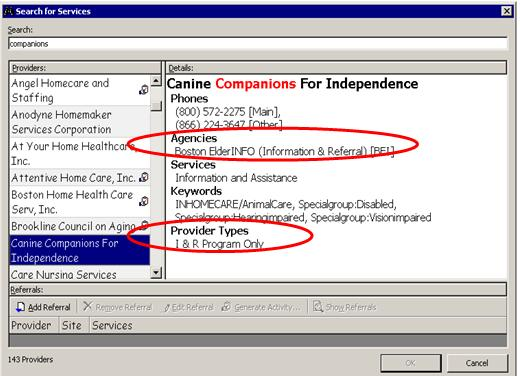 Search for Services
Search:
companions
Providers:
Angel Homecare and
Staffing
Anodyne Homemaker
Services Corporation
At Your Home Healthcare,
Inc.
Attentive Home Care, Inc.
Boston Home Health Care
Serv, Inc.
Brookline Council on Aging
Canine Companions For
Independence
Care Nursing Services
Details:
Canine Companions For Independence
Phones
(800) 572-2275 [Main],
(866) 224-3647 [Other]
Agencies
Boston ElderINFO (Information & Referral) [BEI]
Services
Information and Assistance
Keywords
INHOMECARE/AnimalCare, Specialgroup:Disabled,
Specialgroup:Hearingimpaired, Specialgroup:Visionimpaired
Provider Types
I & R Program Only
Referrals:
Add Referral Remove Referral Edit Referral Generate Activity... Show Referrals
Provider Site Services
143 Providers
OK Cancel